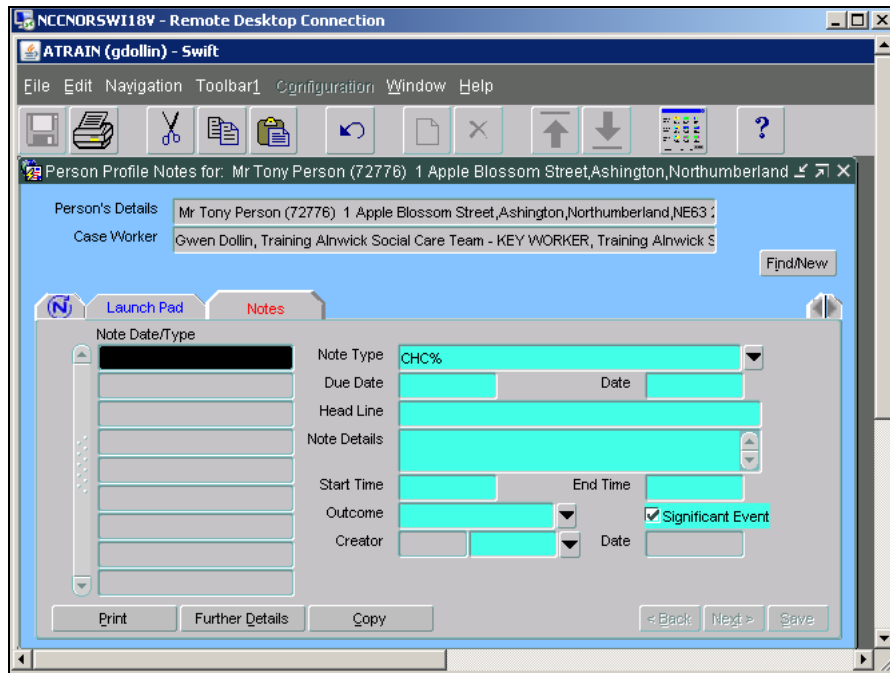 NCCNORSWI18V - Remote Desktop Connection
ATRAIN (gdollin) - Swift
File Edit Navigation Toolbar1 Configuration Window Help
?
Person Profile Notes for: Mr Tony Person (72776) 1 Apple Blossom Street,Ashington,Northumberland
Person's Details Mr Tony Person (72776) 1 Apple Blossom Street,Ashington,Northumberland,NE63
Case Worker Gwen Dollin, Training Alnwick Social Care Team - KEY WORKER, Training Alnwick S
Find/New
N Launch Pad Notes
Note Date/Type
Note Type CHC%
Due Date Date
Head Line
Note Details
Start Time End Time
Outcome Significant Event
Creator Date
Print Further Details Copy < Back Next > Save